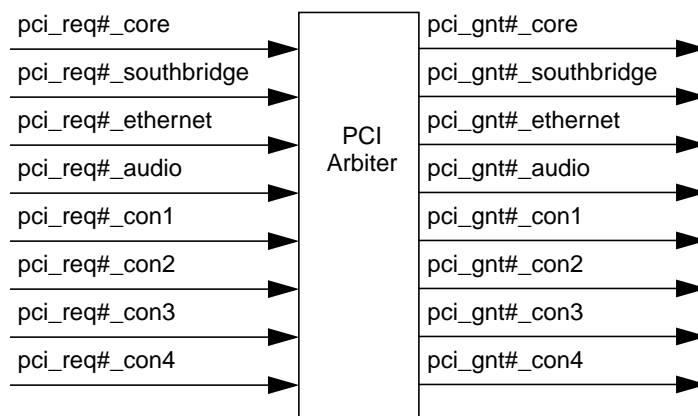 pci_req#_core
pci_req#_southbridge
pci_req#_ethernet
pci_req#_audio
pci_req#_con1
pci_req#_con2
pci_req#_con3
pci_req#_con4
PCI
Arbiter
pci_gnt#_core
pci_gnt#_southbridge
pci_gnt#_ethernet
pci_gnt#_audio
pci_gnt#_con1
pci_gnt#_con2
pci_gnt#_con3
pci_gnt#_con4